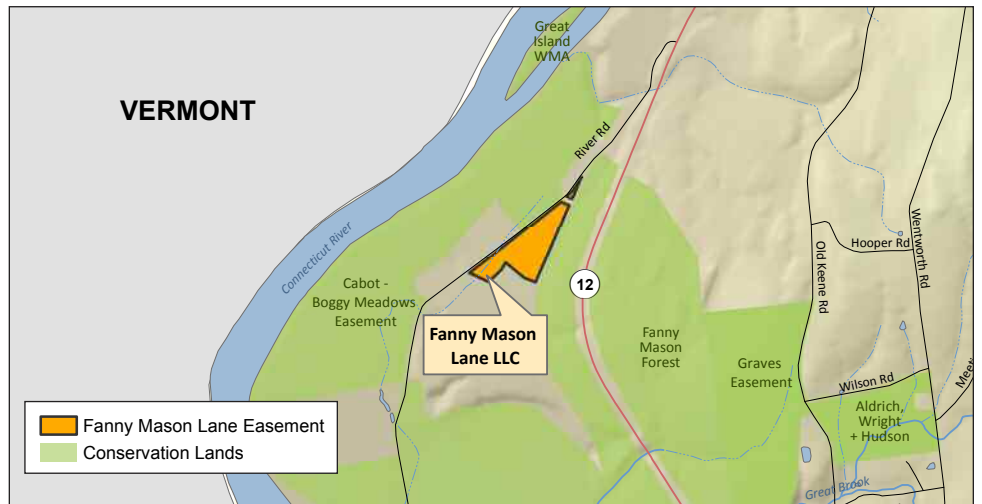 Great
Island
WMA
VERMONT
River Rd
Connecticut River
Hooper Rd
Old Keene Rd
Wentworth Rd
Cabot -
Boggy Meadows
Easement
12
Fanny Mason
Lane LLC
Fanny
Mason
Forest
Graves
Easement
Wilson Rd
Aldrich,
Wright
+ Hudson
Great Brook
Fanny Mason Lane Easement
Conservation Lands